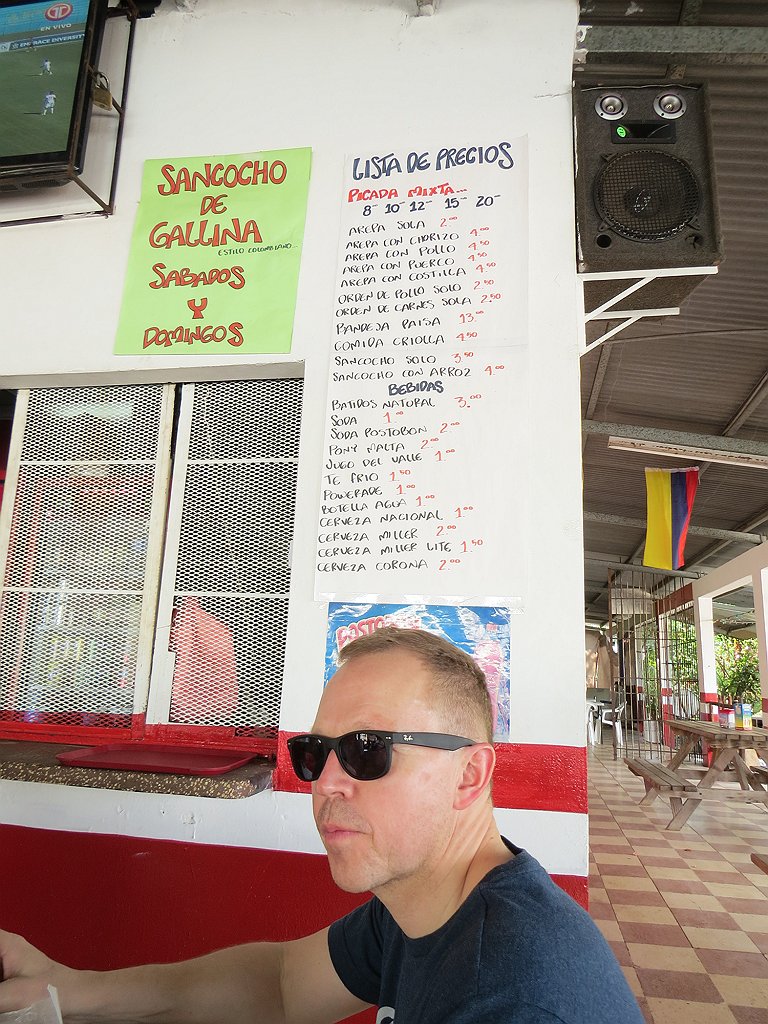 EN VIVO
EMBRACE DIVERSITY
SANCOCHO
DE
GALLINA
ESTILO COLOMBIANO...
SABADOS
Y
DOMINGOS
LISTA DE PRECIOS
PICADA MIXTA...
8- 10- 12- 15- 20-
AREPA SOLA 2.00
AREPA CON CHORIZO 4.00
AREPA CON POLLO 4.50
AREPA CON PUERCO 4.50
AREPA CON COSTILLA 4.50
ORDEN DE POLLO SOLO 2.50
ORDEN DE CARNES SOLA 2.50
BANDEJA PAISA 13.00
COMIDA CRIOLLA 4.50
SANCOCHO SOLO 3.50
SANCOCHO CON ARROZ 4.00
BEBIDAS
BATIDOS NATURAL 3.00
SODA 1.00
SODA POSTOBON 2.00
PONY MALTA 2.00
JUGO DEL VALLE 1.00
TE FRIO 1.50
POWERADE 1.00
BOTELLA AGUA 1.00
CERVEZA NACIONAL 1.00
CERVEZA MILLER 2.00
CERVEZA MILLER LITE 1.50
CERVEZA CORONA 2.00
Ray-Ban